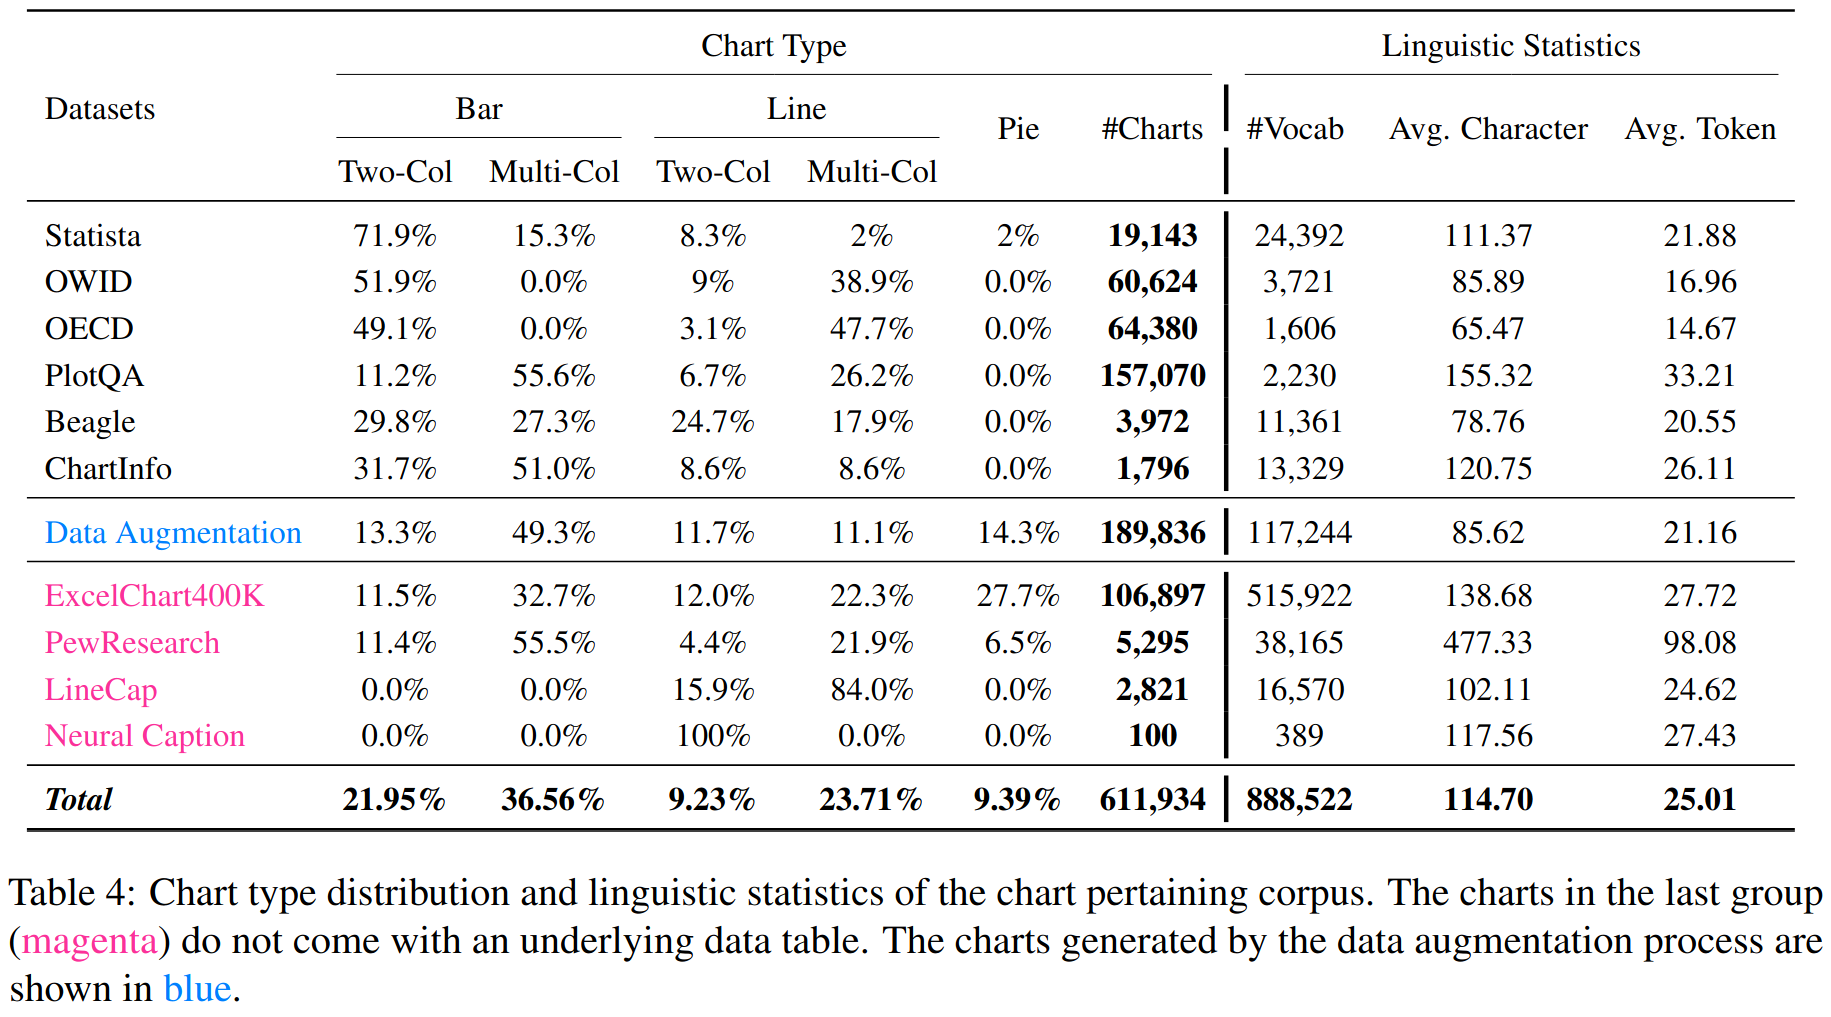 Chart Type Linguistic Statistics
Datasets Bar Line Pie #Charts #Vocab Avg. Character Avg. Token
Two-Col Multi-Col Two-Col Multi-Col
Statista 71.9% 15.3% 8.3% 2% 2% 19,143 24,392 111.37 21.88
OWID 51.9% 0.0% 9% 38.9% 0.0% 60,624 3,721 85.89 16.96
OECD 49.1% 0.0% 3.1% 47.7% 0.0% 64,380 1,606 65.47 14.67
PlotQA 11.2% 55.6% 6.7% 26.2% 0.0% 157,070 2,230 155.32 33.21
Beagle 29.8% 27.3% 24.7% 17.9% 0.0% 3,972 11,361 78.76 20.55
ChartInfo 31.7% 51.0% 8.6% 8.6% 0.0% 1,796 13,329 120.75 26.11
Data Augmentation 13.3% 49.3% 11.7% 11.1% 14.3% 189,836 117,244 85.62 21.16
ExcelChart400K 11.5% 32.7% 12.0% 22.3% 27.7% 106,897 515,922 138.68 27.72
PewResearch 11.4% 55.5% 4.4% 21.9% 6.5% 5,295 38,165 477.33 98.08
LineCap 0.0% 0.0% 15.9% 84.0% 0.0% 2,821 16,570 102.11 24.62
Neural Caption 0.0% 0.0% 100% 0.0% 0.0% 100 389 117.56 27.43
Total 21.95% 36.56% 9.23% 23.71% 9.39% 611,934 888,522 114.70 25.01
Table 4: Chart type distribution and linguistic statistics of the chart pertaining corpus. The charts in the last group
(magenta) do not come with an underlying data table. The charts generated by the data augmentation process are
shown in blue.